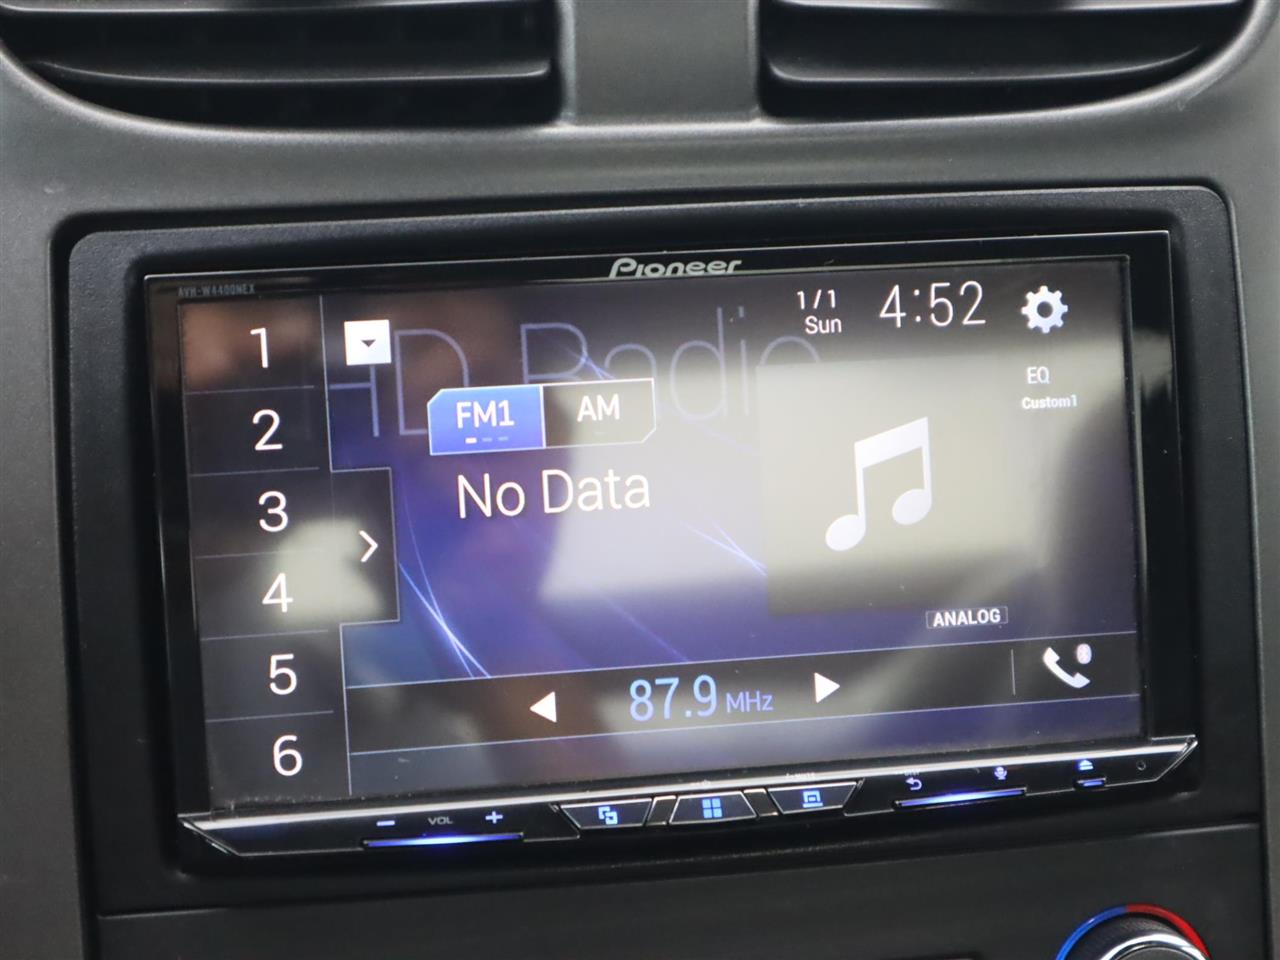 Pioneer
AVH-W4400NEX
1/1
Sun
4:52
HD Radio
EQ
Custom1
1
2
3
4
5
6
FM1
AM
No Data
ANALOG
87.9 MHz
VOL